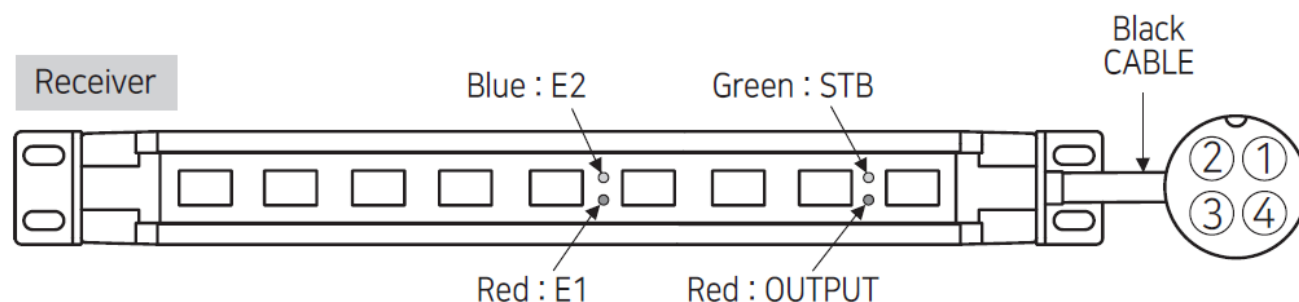 Black
CABLE
Receiver
Blue : E2
Green : STB
② ①
③ ④
Red : E1
Red : OUTPUT